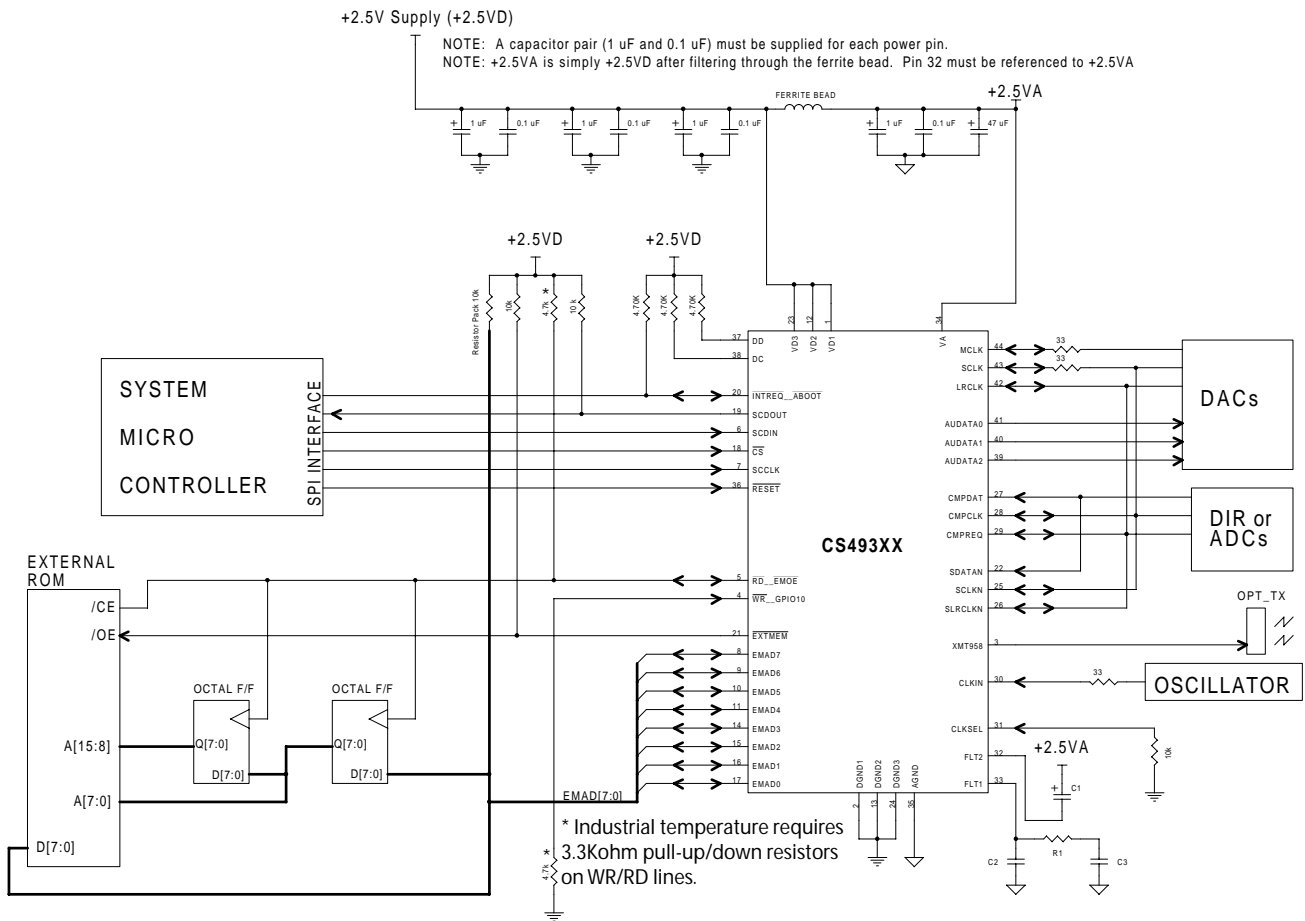 +2.5V Supply (+2.5VD)
NOTE: A capacitor pair (1 uF and 0.1 uF) must be supplied for each power pin.
NOTE: +2.5VA is simply +2.5VD after filtering through the ferrite bead. Pin 32 must be referenced to +2.5VA
FERRITE BEAD
+2.5VA
+ 1 uF
0.1 uF
+ 1 uF
0.1 uF
+ 1 uF
0.1 uF
+ 1 uF
0.1 uF
+ 47 uF
+2.5VD
+2.5VD
Resistor Pack 10k
10k
*
4.7k
10 k
4.70K
4.70K
4.70K
23
12
1
34
VD3
VD2
VD1
VA
SYSTEM
MICRO
CONTROLLER
SPI INTERFACE
37 DD
38 DC
20 INTREQ__ABOOT
19 SCDOUT
6 SCDIN
18 CS
7 SCCLK
36 RESET
CS493XX
MCLK 44
33
SCLK 43
33
LRCLK 42
AUDATA0 41
AUDATA1 40
AUDATA2 39
DACs
CMPDAT 27
CMPCLK 28
CMPREQ 29
DIR or
ADCs
SDATAN 22
SCLKN 25
SLRCLKN 26
OPT_TX
XMT958 3
CLKIN 30
33
OSCILLATOR
CLKSEL 31
10k
+2.5VA
FLT2 32
+ C1
FLT1 33
C2
R1
C3
EXTERNAL
ROM
/CE
/OE
5 RD__EMOE
4 WR__GPIO10
21 EXTMEM
8 EMAD7
9 EMAD6
10 EMAD5
11 EMAD4
14 EMAD3
15 EMAD2
16 EMAD1
17 EMAD0
OCTAL F/F
OCTAL F/F
A[15:8]
Q[7:0]
Q[7:0]
D[7:0]
D[7:0]
A[7:0]
D[7:0]
EMAD[7:0]
DGND1
DGND2
DGND3
AGND
2
13
24
35
*
4.7k
* Industrial temperature requires
3.3Kohm pull-up/down resistors
on WR/RD lines.